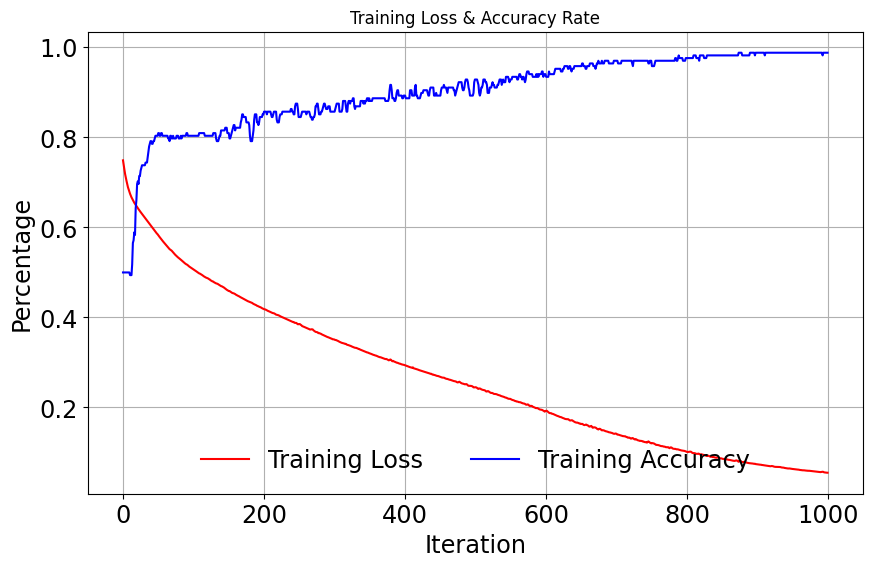 Training Loss & Accuracy Rate
1.0
0.8
0.6
0.4
0.2
Percentage
Training Loss Training Accuracy
0 200 400 600 800 1000
Iteration